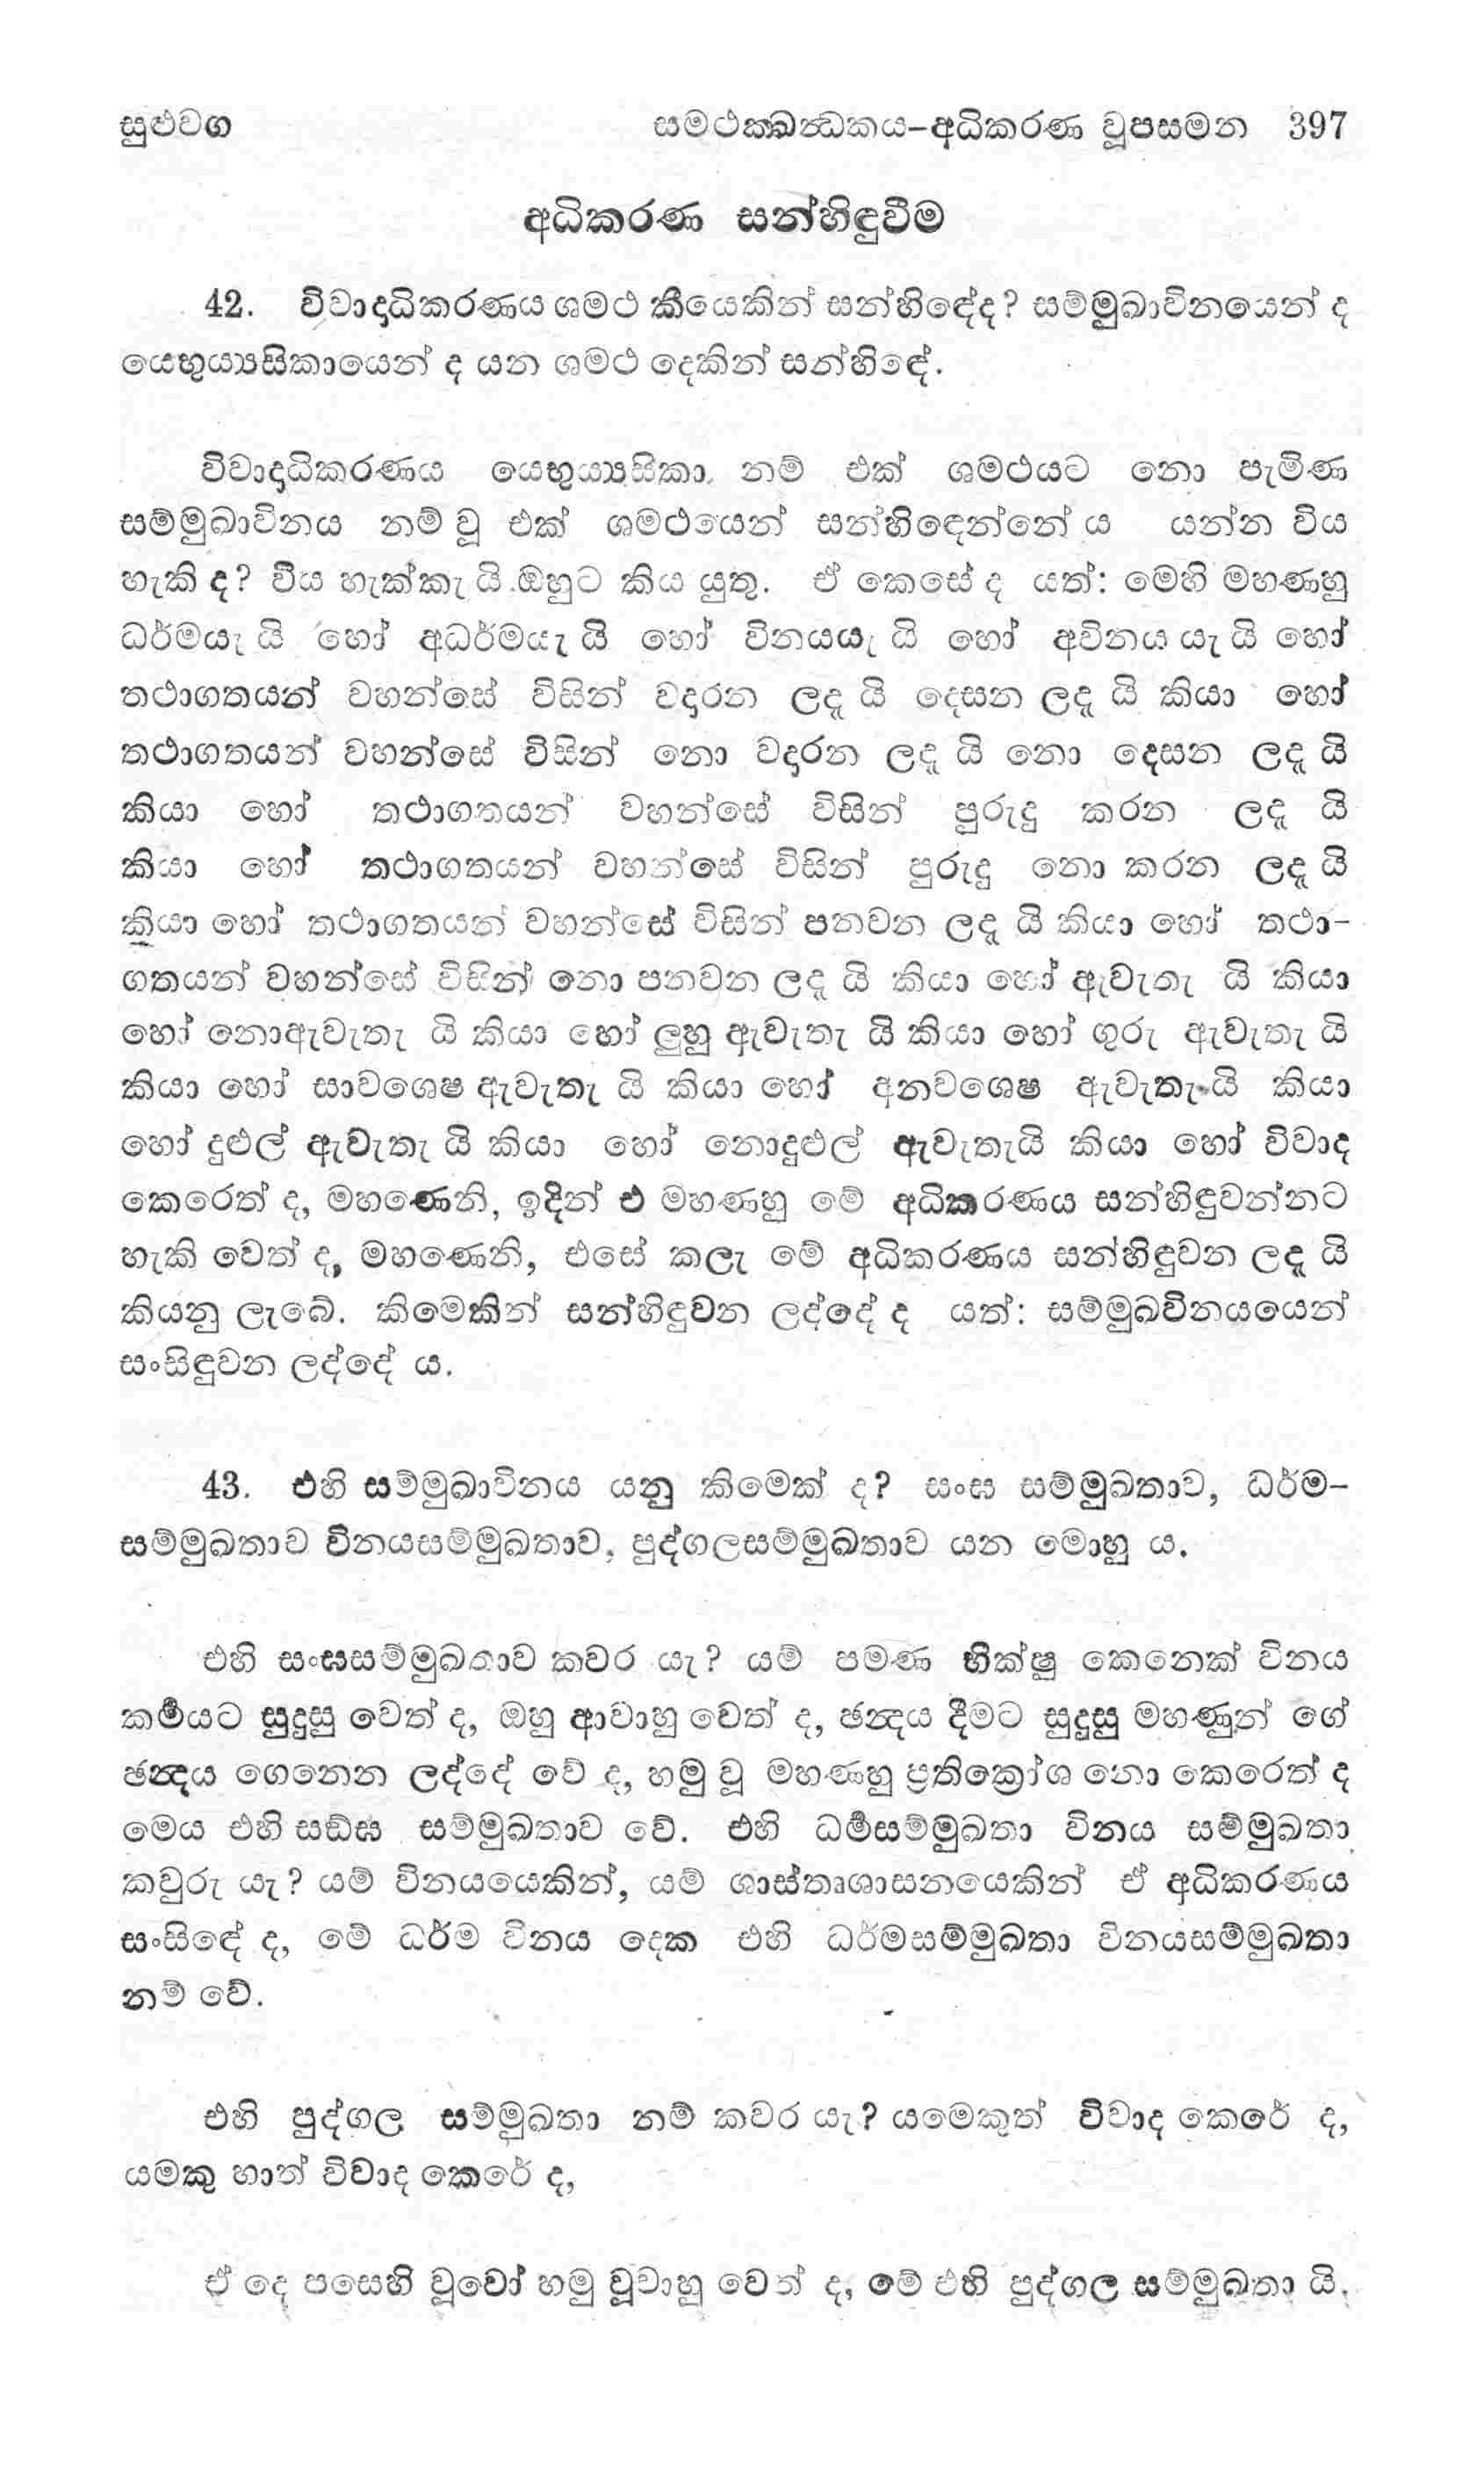 සුළුවග සමථක්ඛන්ධකය-අධිකරණ වූපසමන 397
අධිකරණ සන්හිඳුවීම
42. විවාදාධිකරණය ශමථ කීයෙකින් සන්හිඳේද? සම්මුඛාවිනයෙන් ද
යෙභුය්‍යසිකායෙන් ද යන ශමථ දෙකින් සන්හිඳේ.
විවාදාධිකරණය යෙභුය්‍යසිකා නම් එක් ශමථයට නො පැමිණ
සම්මුඛාවිනය නම් වූ එක් ශමථයෙන් සන්හිඳෙන්නේ ය යන්න විය
හැකි ද? විය හැක්කැ යි ඔහුට කිය යුතු. ඒ කෙසේ ද යත්: මෙහි මහණහු
ධර්මයැ යි හෝ අධර්මයැ යි හෝ විනයයැ යි හෝ අවිනය යැ යි හෝ
තථාගතයන් වහන්සේ විසින් වදාරන ලදැ යි දෙසන ලදැ යි කියා හෝ
තථාගතයන් වහන්සේ විසින් නො වදාරන ලදැ යි නො දෙසන ලදැ යි
කියා හෝ තථාගතයන් වහන්සේ විසින් පුරුදු කරන ලදැ යි
කියා හෝ තථාගතයන් වහන්සේ විසින් පුරුදු නො කරන ලදැ යි
කියා හෝ තථාගතයන් වහන්සේ විසින් පනවන ලදැ යි කියා හෝ තථා-
ගතයන් වහන්සේ විසින් නො පනවන ලදැ යි කියා හෝ ඇවැතැ යි කියා
හෝ නොඇවැතැ යි කියා හෝ ලුහු ඇවැතැ යි කියා හෝ ගුරු ඇවැතැ යි
කියා හෝ සාවශෙෂ ඇවැතැ යි කියා හෝ අනවශෙෂ ඇවැතැ යි කියා
හෝ දුළුල් ඇවැතැ යි කියා හෝ නොදුළුල් ඇවැතැයි කියා හෝ විවාද
කෙරෙත් ද, මහණෙනි, ඉදින් එ මහණහු මේ අධිකරණය සන්හිඳුවන්නට
හැකි වෙත් ද, මහණෙනි, එසේ කලැ මේ අධිකරණය සන්හිඳුවන ලදැ යි
කියනු ලැබේ. කිමෙකින් සන්හිඳුවන ලද්දේ ද යත්: සම්මුඛවිනයයෙන්
සංසිඳුවන ලද්දේ ය.
43. එහි සම්මුඛාවිනය යනු කිමෙක් ද? සංඝ සම්මුඛතාව, ධර්ම-
සම්මුඛතාව විනයසම්මුඛතාව, පුද්ගලසම්මුඛතාව යන මොහු ය.
එහි සංඝසම්මුඛතාව කවර යැ? යම් පමණ භික්ෂු කෙනෙක් විනය
කර්‍මයට සුදුසු වෙත් ද, ඔහු ආවාහු වෙත් ද, ඡන්‍දය දීමට සුදුසු මහණුන් ගේ
ඡන්‍දය ගෙනෙන ලද්දේ වේ ද, හමු වූ මහණහු ප්‍රතික්‍රෝශ නො කෙරෙත් ද
මෙය එහි සඞ්ඝ සම්මුඛතාව වේ. එහි ධර්‍මසම්මුඛතා විනය සම්මුඛතා
කවුරු යැ? යම් විනයයෙකින්, යම් ශාස්තෘශාසනයෙකින් ඒ අධිකරණය
සංසිඳේ ද, මේ ධර්ම විනය දෙක එහි ධර්මසම්මුඛතා විනයසම්මුඛතා
නම් වේ.
එහි පුද්ගල සම්මුඛතා නම් කවර යැ? යමෙකුත් විවාද කෙරේ ද,
යමකු හාත් විවාද කෙරේ ද,
ඒ දෙ පසෙහි වූවෝ හමු වූවාහු වෙත් ද, මේ එහි පුද්ගල සම්මුඛතා යි.